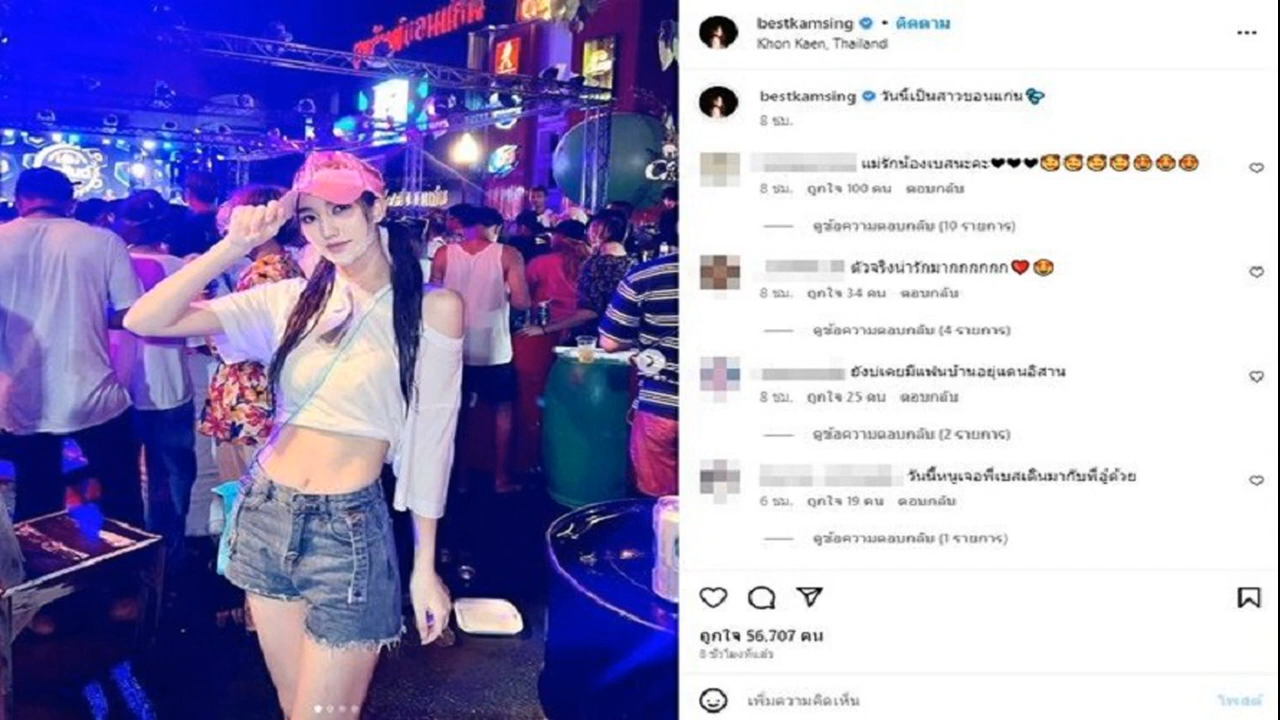 bestkamsing • ติดตาม
Khon Kaen, Thailand
bestkamsing วันนี้เป็นสาวขอนแก่น
8 ชม.
แม่รักน้องเบสนะคะ🖤🖤🖤🥰🥰🥰🥰🤩🤩🤩
8 ชม. ถูกใจ 100 คน ตอบกลับ
ดูข้อความตอบกลับ (10 รายการ)
ตัวจริงน่ารักมากกกกกก❤️🤩
8 ชม. ถูกใจ 34 คน ตอบกลับ
ดูข้อความตอบกลับ (4 รายการ)
ยังบ่เคยมีแฟนบ้านอยู่แดนอีสาน
8 ชม. ถูกใจ 25 คน ตอบกลับ
ดูข้อความตอบกลับ (2 รายการ)
วันนี้หนูเจอพี่เบสเดินมากับพี่อู๋ด้วย
6 ชม. ถูกใจ 19 คน ตอบกลับ
ดูข้อความตอบกลับ (1 รายการ)
ถูกใจ 56,707 คน
8 ชั่วโมงที่แล้ว
เพิ่มความคิดเห็น
โพสต์